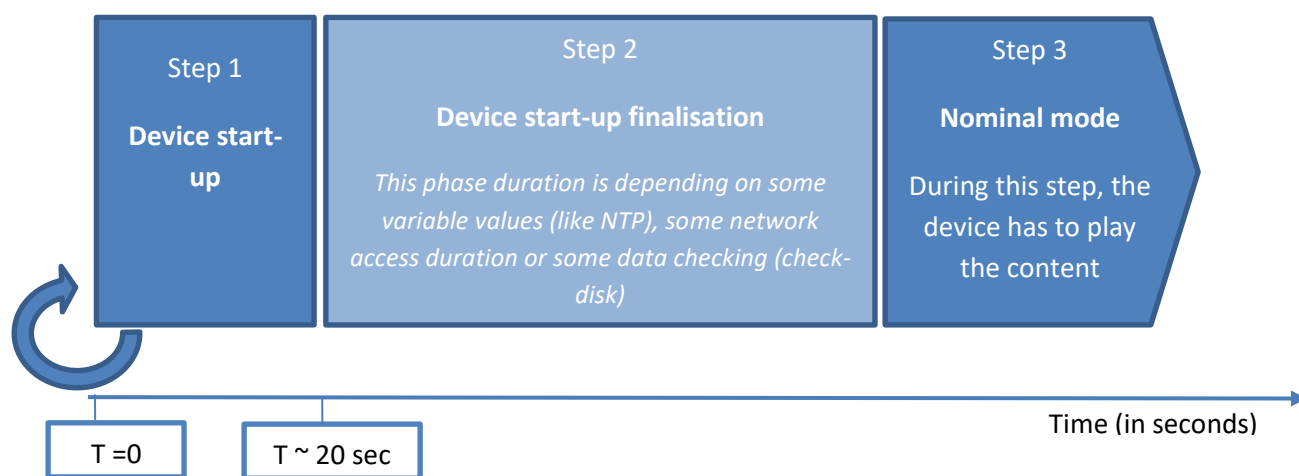 Step 1
Device start-
up
Step 2
Device start-up finalisation
This phase duration is depending on some
variable values (like NTP), some network
access duration or some data checking (check-
disk)
Step 3
Nominal mode
During this step, the
device has to play
the content
Time (in seconds)
T =0
T ~ 20 sec